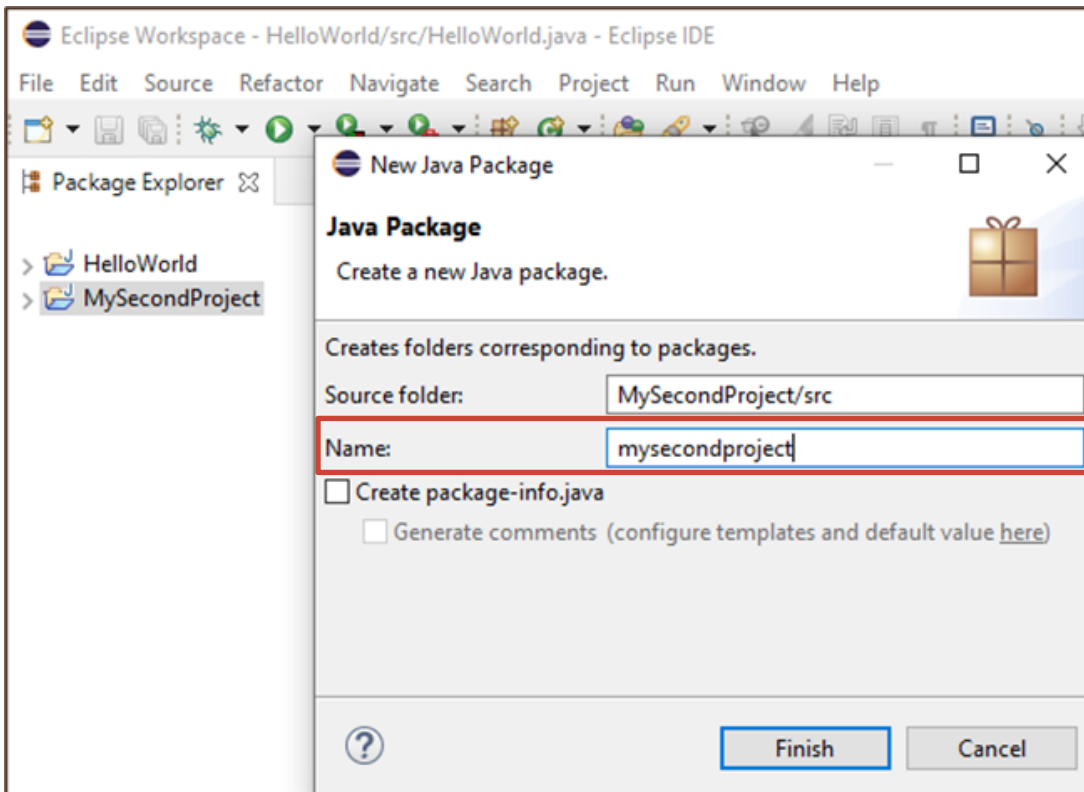 Eclipse Workspace - HelloWorld/src/HelloWorld.java - Eclipse IDE
File Edit Source Refactor Navigate Search Project Run Window Help
Package Explorer
HelloWorld
MySecondProject
New Java Package
Java Package
Create a new Java package.
Creates folders corresponding to packages.
Source folder: MySecondProject/src
Name: mysecondproject
Create package-info.java
Generate comments (configure templates and default value here)
?
Finish Cancel